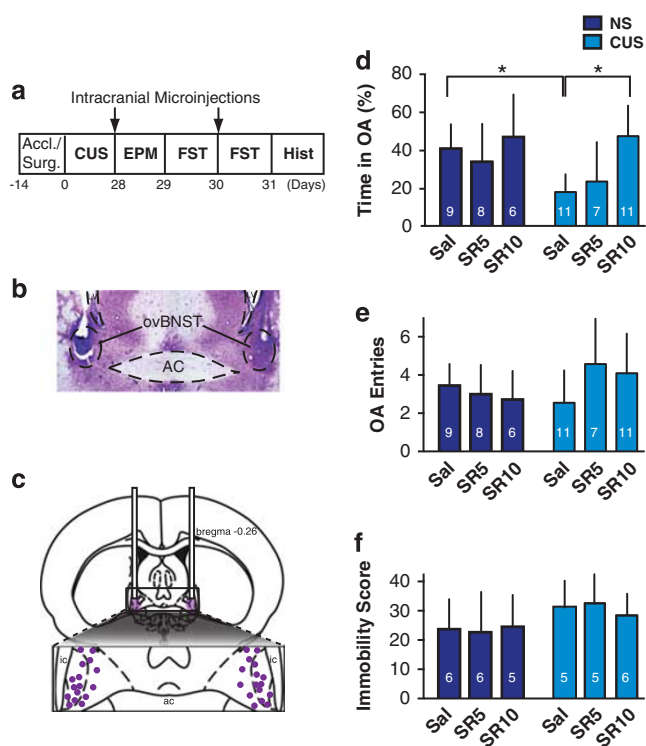 NS
CUS
a
Intracranial Microinjections
Accl./ Surg. CUS EPM FST FST Hist
-14 0 28 29 30 31 (Days)
b
ovBNST
AC
c
bregma -0.26
ic
ic
ac
d
* *
Time in OA (%)
80
60
40
20
0
9 8 6 11 7 11
Sal SR5 SR10 Sal SR5 SR10
e
OA Entries
6
4
2
0
9 8 6 11 7 11
Sal SR5 SR10 Sal SR5 SR10
f
Immobility Score
40
30
20
10
0
6 6 5 5 5 6
Sal SR5 SR10 Sal SR5 SR10